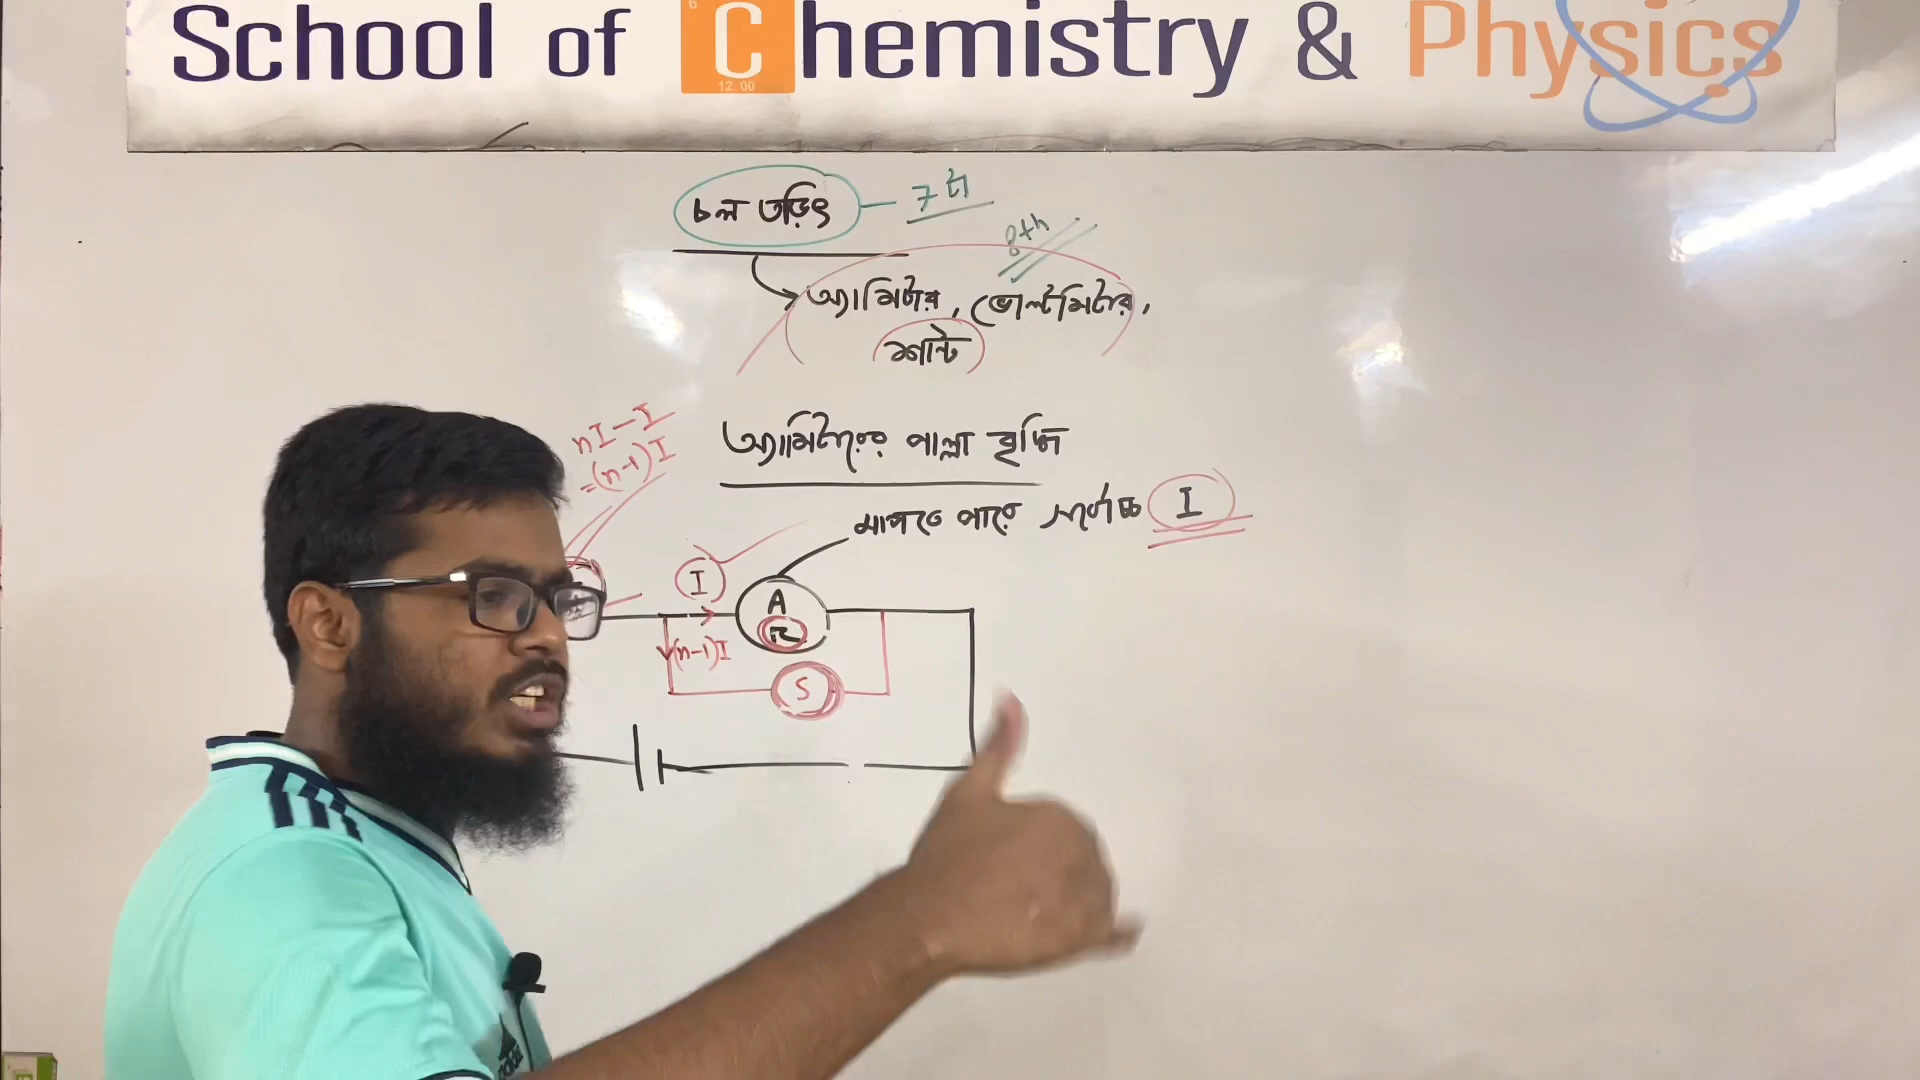 School of Chemistry & Physics
12.00
চল তড়িৎ — 7 টা
8th
অ্যামিটার, ভোল্টমিটার,
শান্ট
nI – I
= (n-1)I
অ্যামিটারের পাল্লা বৃদ্ধি
মাপতে পারে সর্বোচ্চ I
I
A
R
(n-1)I
S